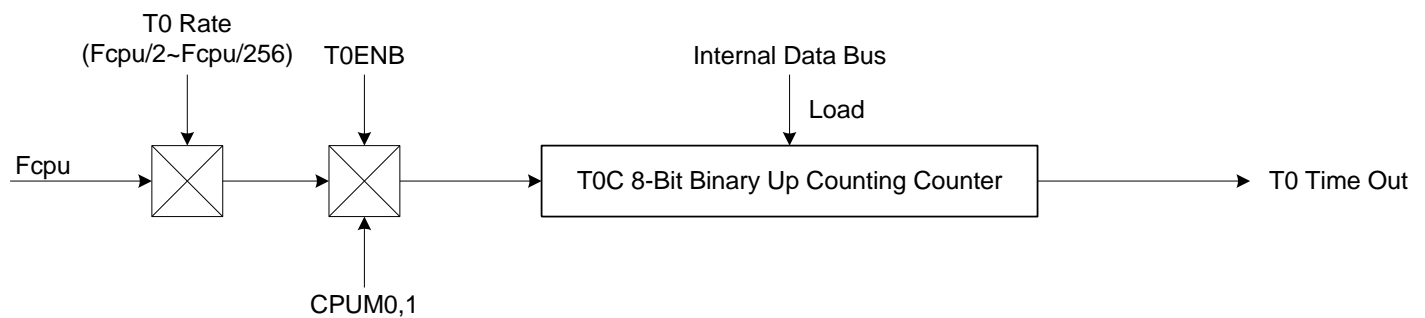 T0 Rate
(Fcpu/2~Fcpu/256)
T0ENB
Internal Data Bus
Load
Fcpu
T0C 8-Bit Binary Up Counting Counter
T0 Time Out
CPUM0,1